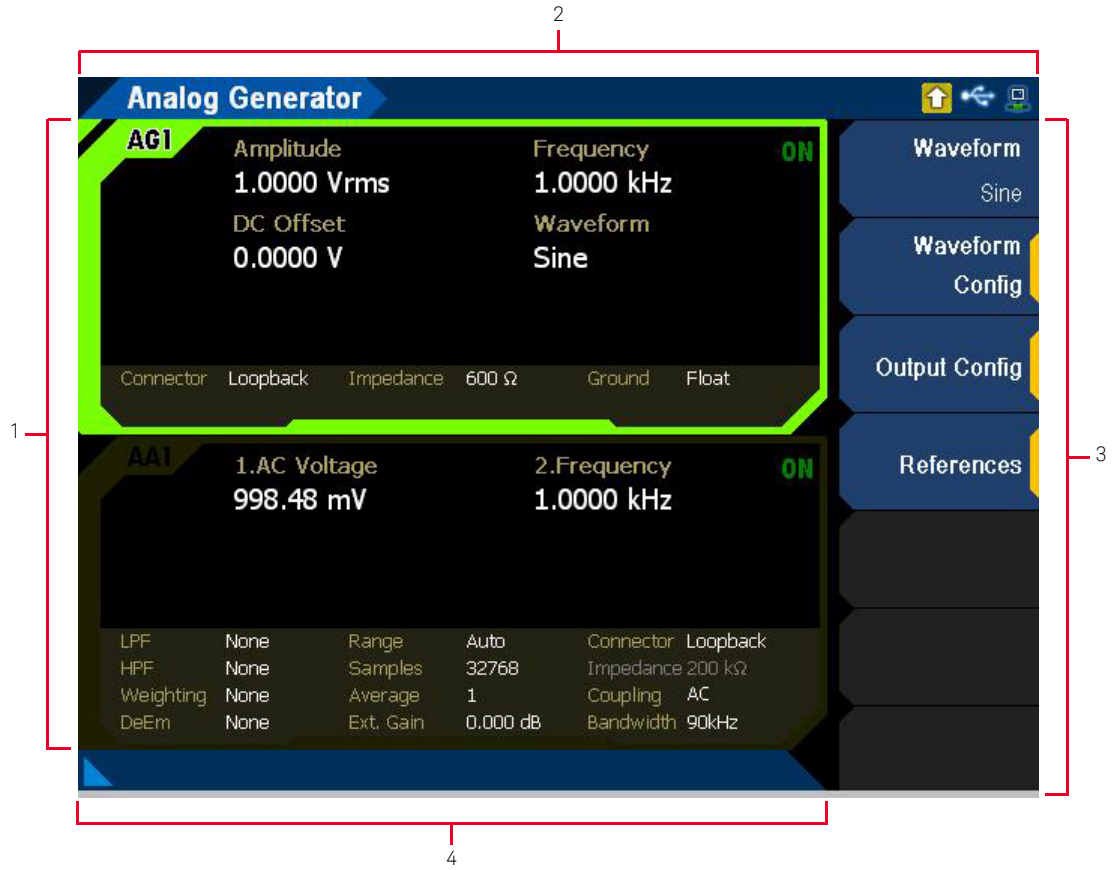 2
Analog Generator
1
AG1
Amplitude Frequency ON
1.0000 Vrms 1.0000 kHz
DC Offset Waveform
0.0000 V Sine
Connector Loopback Impedance 600 Ω Ground Float
AA1
1.AC Voltage 2.Frequency ON
998.48 mV 1.0000 kHz
LPF None Range Auto Connector Loopback
HPF None Samples 32768 Impedance 200 kΩ
Weighting None Average 1 Coupling AC
DeEm None Ext. Gain 0.000 dB Bandwidth 90kHz
Waveform
Sine
Waveform
Config
Output Config
References
3
4